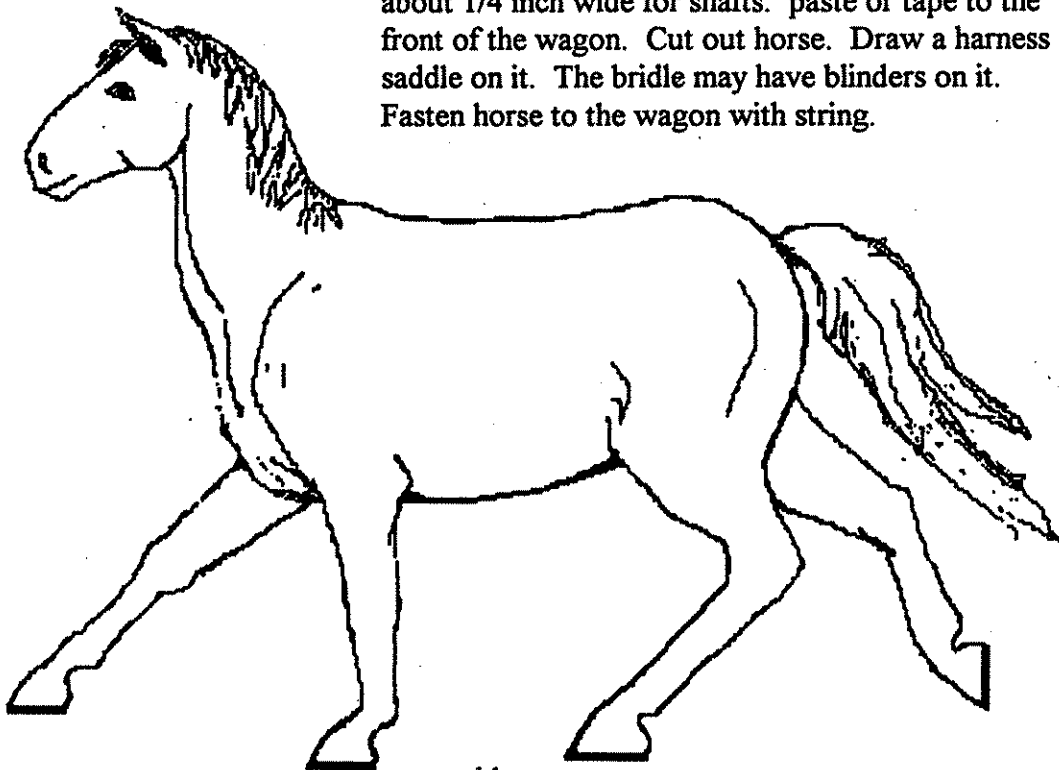 about 1/4 inch wide for shafts. paste or tape to the
front of the wagon. Cut out horse. Draw a harness
saddle on it. The bridle may have blinders on it.
Fasten horse to the wagon with string.